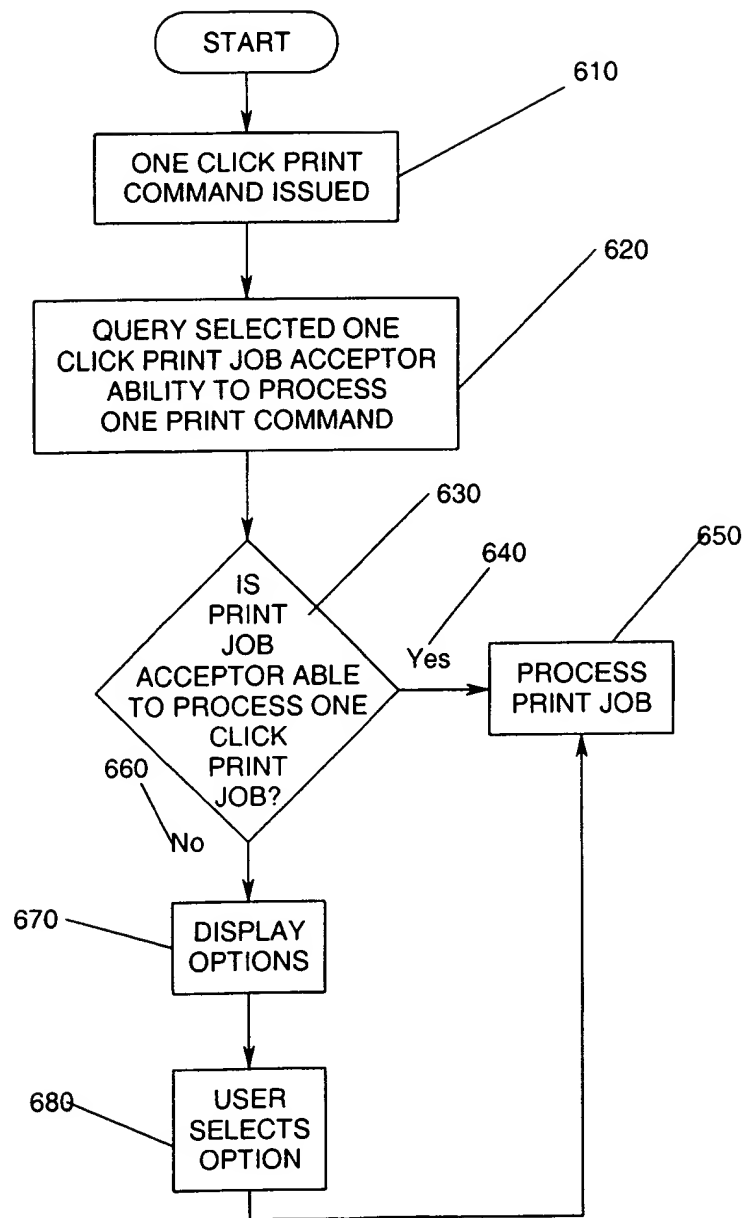 START
610
ONE CLICK PRINT
COMMAND ISSUED
620
QUERY SELECTED ONE
CLICK PRINT JOB ACCEPTOR
ABILITY TO PROCESS
ONE PRINT COMMAND
630
IS
PRINT
JOB
ACCEPTOR ABLE
TO PROCESS ONE
CLICK
PRINT
JOB?
640
Yes
650
PROCESS
PRINT JOB
660
No
670
DISPLAY
OPTIONS
680
USER
SELECTS
OPTION